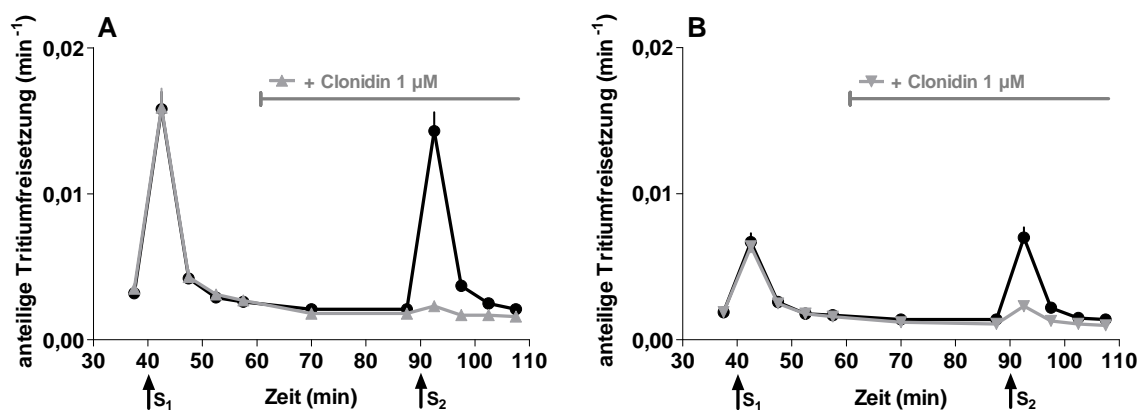 A
0,02
0,01
0,00
anteilige Tritiumfreisetzung (min⁻¹)
+ Clonidin 1 µM
30 40 50 60 70 80 90 100 110
S₁ Zeit (min) S₂
B
0,02
0,01
0,00
anteilige Tritiumfreisetzung (min⁻¹)
+ Clonidin 1 µM
30 40 50 60 70 80 90 100 110
S₁ Zeit (min) S₂